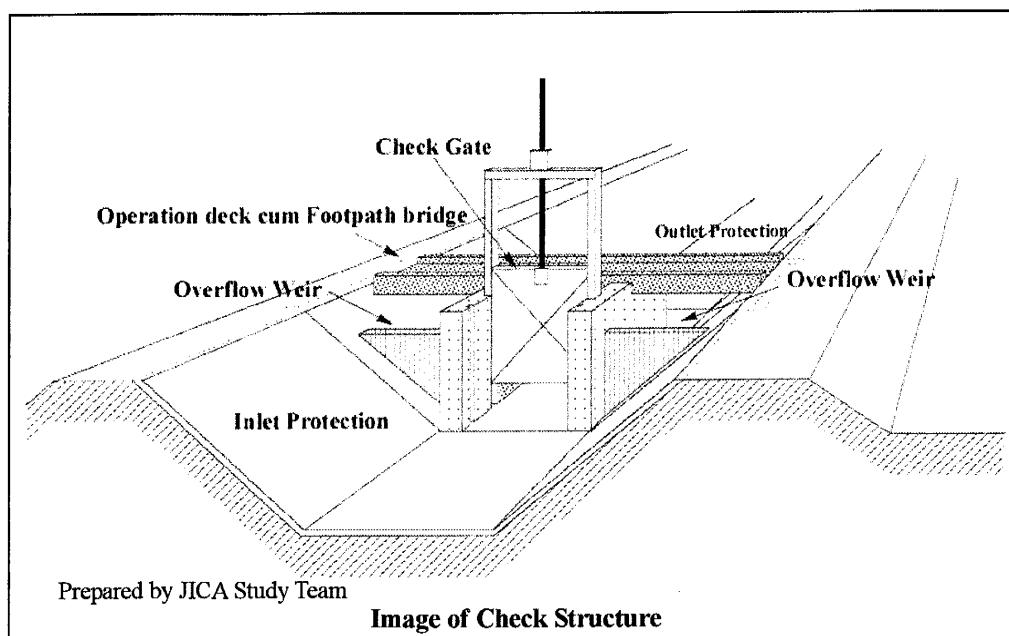 Check Gate
Operation deck cum Footpath bridge
Outlet Protection
Overflow Weir
Overflow Weir
Inlet Protection
Prepared by JICA Study Team
Image of Check Structure